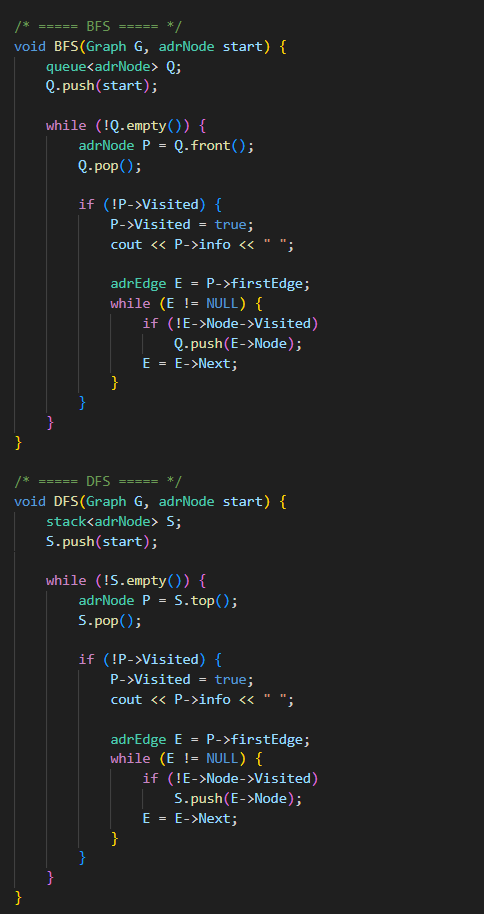 /* ===== BFS ===== */
void BFS(Graph G, adrNode start) {
    queue<adrNode> Q;
    Q.push(start);

    while (!Q.empty()) {
        adrNode P = Q.front();
        Q.pop();

        if (!P->Visited) {
            P->Visited = true;
            cout << P->info << " ";

            adrEdge E = P->firstEdge;
            while (E != NULL) {
                if (!E->Node->Visited)
                    Q.push(E->Node);
                E = E->Next;
            }
        }
    }
}

/* ===== DFS ===== */
void DFS(Graph G, adrNode start) {
    stack<adrNode> S;
    S.push(start);

    while (!S.empty()) {
        adrNode P = S.top();
        S.pop();

        if (!P->Visited) {
            P->Visited = true;
            cout << P->info << " ";

            adrEdge E = P->firstEdge;
            while (E != NULL) {
                if (!E->Node->Visited)
                    S.push(E->Node);
                E = E->Next;
            }
        }
    }
}